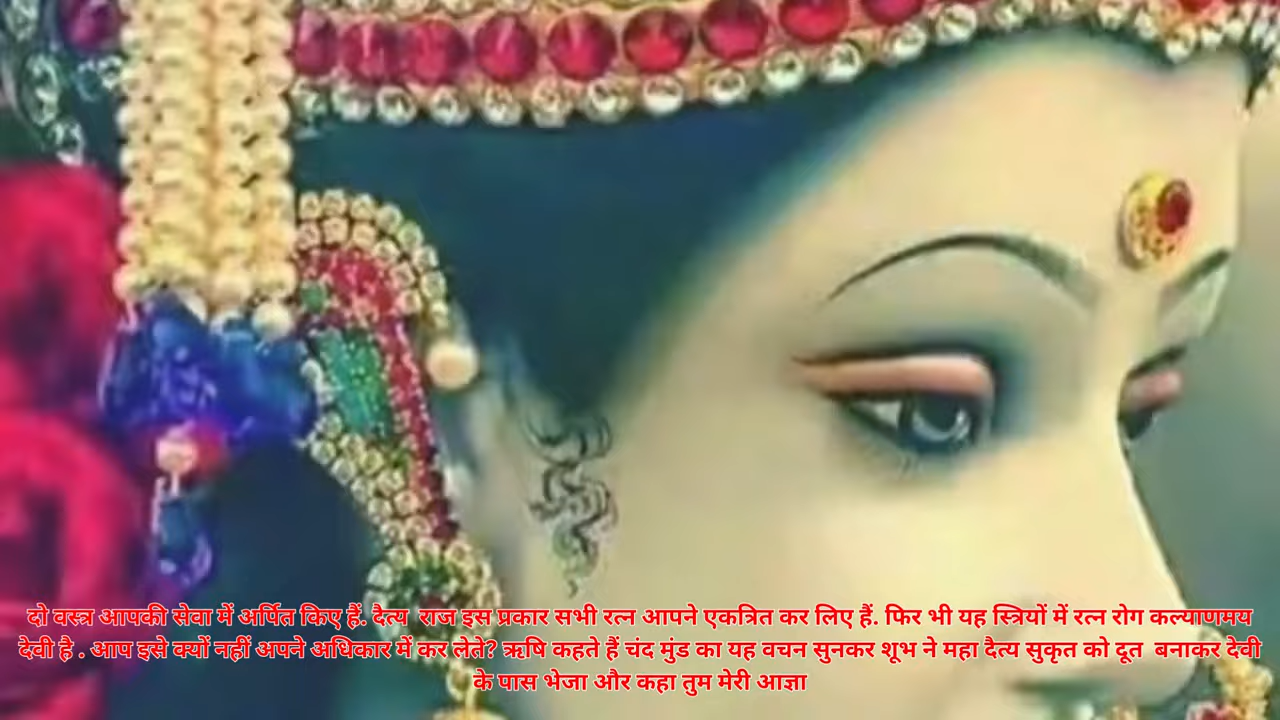 दो वस्त्र आपकी सेवा में अर्पित किए हैं. दैत्य  राज इस प्रकार सभी रत्न आपने एकत्रित कर लिए हैं. फिर भी यह स्त्रियों में रत्न रोग कल्याणमय
देवी है . आप इसे क्यों नहीं अपने अधिकार में कर लेते? ऋषि कहते हैं चंद मुंड का यह वचन सुनकर शूभ ने महा दैत्य सुकृत को दूत  बनाकर देवी
के पास भेजा और कहा तुम मेरी आज्ञा